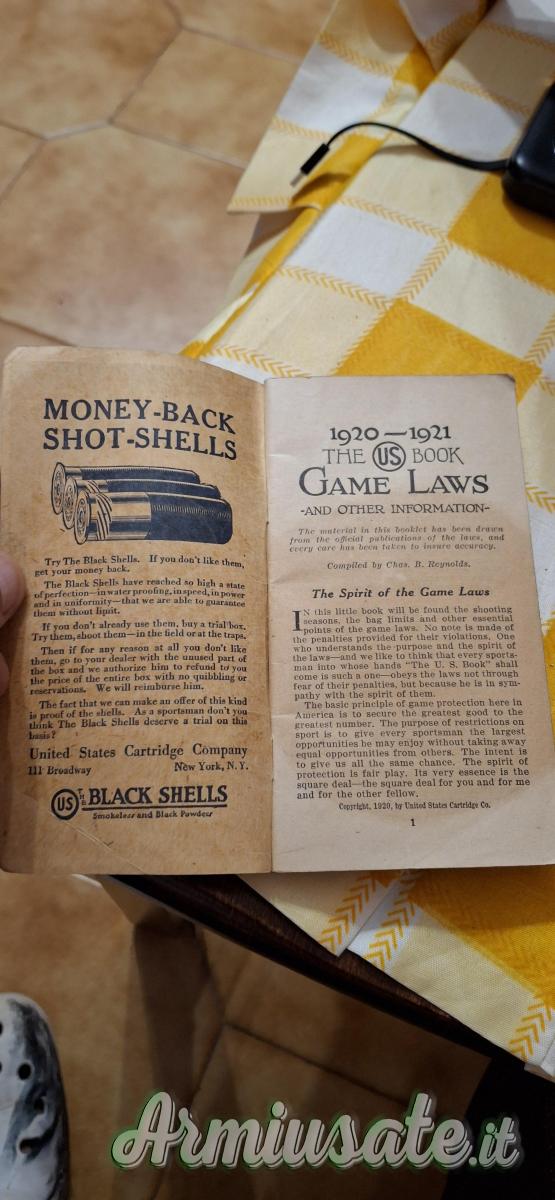 MONEY-BACK
SHOT-SHELLS
Try The Black Shells. If you don't like them,
get your money back.
The Black Shells have reached so high a state
of perfection—in water proofing, in speed, in power
and in uniformity—that we are able to guarantee
them without limit.
If you don't already use them, buy a trial box.
Try them, shoot them—in the field or at the traps.
Then if for any reason at all you don't like
them, go to your dealer with the unused part of
the box and we authorize him to refund to you
the price of the entire box with no quibbling or
reservations. We will reimburse him.
The fact that we can make an offer of this kind
is proof of the shells. As a sportsman don't you
think The Black Shells deserve a trial on this
basis?
United States Cartridge Company
111 Broadway New York, N. Y.
US THE BLACK SHELLS
Smokeless and Black Powders
1920—1921
THE US BOOK
GAME LAWS
-AND OTHER INFORMATION-
The material in this booklet has been drawn
from the official publications of the laws, and
every care has been taken to insure accuracy.
Compiled by Chas. B. Reynolds.
The Spirit of the Game Laws
IN this little book will be found the shooting
seasons, the bag limits and other essential
points of the game laws. No note is made of
the penalties provided for their violations. One
who understands the purpose and the spirit of
the laws—and we like to think that every sports-
man into whose hands "The U. S. Book" shall
come is such a one—obeys the laws not through
fear of their penalties, but because he is in sym-
pathy with the spirit of them.
The basic principle of game protection here in
America is to secure the greatest good to the
greatest number. The purpose of restrictions on
sport is to give every sportsman the largest
opportunities he may enjoy without taking away
equal opportunities from others. The intent is
to give us all the same chance. The spirit of
protection is fair play. Its very essence is the
square deal—the square deal for you and for me
and for the other fellow.
Copyright, 1920, by United States Cartridge Co.
1
Armiusate.it